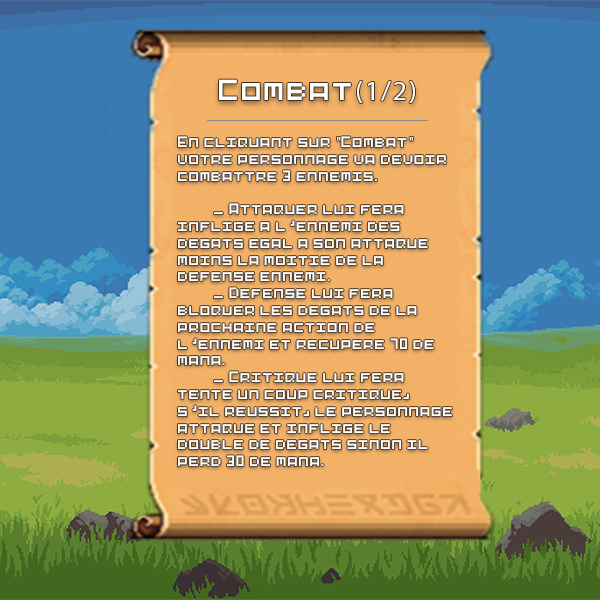 Combat (1/2)
En cliquant sur "Combat"
votre personnage va devoir
combattre 3 ennemis.
_ Attaquer lui fera
inflige a l 'ennemi des
degats egal a son attaque
moins la moitie de la
defense ennemi.
_ Defense lui fera
bloquer les degats de la
prochaine action de
l 'ennemi et recupere 70 de
mana.
_ Critique lui fera
tente un coup critique,
s'il reussit, le personnage
attaque et inflige le
double de degats sinon il
perd 30 de mana.